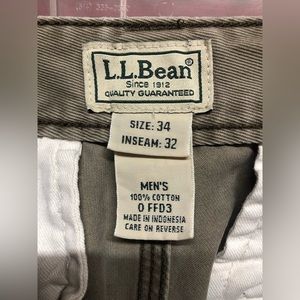 L.L.Bean®
Since 1912
QUALITY GUARANTEED
SIZE: 34
INSEAM: 32
MEN'S
100% COTTON
0 FFD3
MADE IN INDONESIA
CARE ON REVERSE